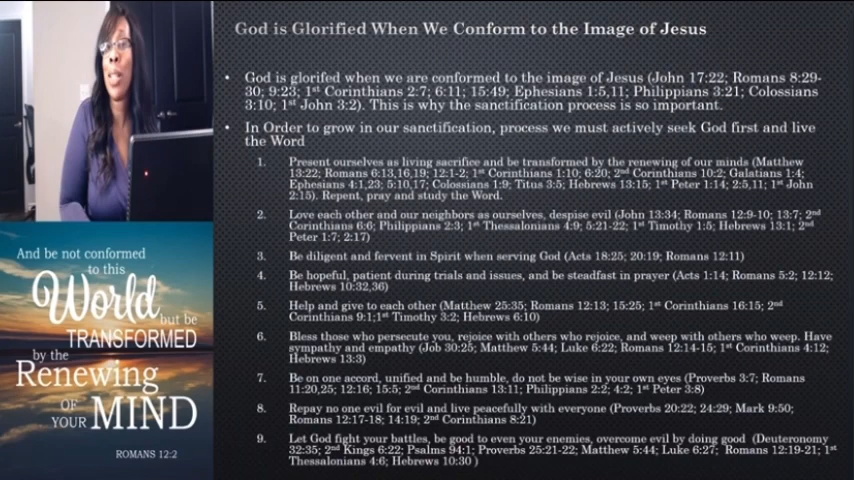 God is Glorified When We Conform to the Image of Jesus
• God is glorifed when we are conformed to the image of Jesus (John 17:22; Romans 8:29-
30; 9:23; 1st Corinthians 2:7; 6:11; 15:49; Ephesians 1:5,11; Philippians 3:21; Colossians
3:10; 1st John 3:2). This is why the sanctification process is so important.
• In Order to grow in our sanctification, process we must actively seek God first and live
the Word
1. Present ourselves as living sacrifice and be transformed by the renewing of our minds (Matthew
13:22; Romans 6:13,16,19; 12:1-2; 1st Corinthians 1:10; 6:20; 2nd Corinthians 10:2; Galatians 1:4;
Ephesians 4:1,23; 5:10,17; Colossians 1:9; Titus 3:5; Hebrews 13:15; 1st Peter 1:14; 2:5,11; 1st John
2:15). Repent, pray and study the Word.
2. Love each other and our neighbors as ourselves, despise evil (John 13:34; Romans 12:9-10; 13:7; 2nd
Corinthians 6:6; Philippians 2:3; 1st Thessalonians 4:9; 5:21-22; 1st Timothy 1:5; Hebrews 13:1; 2nd
Peter 1:7; 2:17)
3. Be diligent and fervent in Spirit when serving God (Acts 18:25; 20:19; Romans 12:11)
4. Be hopeful, patient during trials and issues, and be steadfast in prayer (Acts 1:14; Romans 5:2; 12:12;
Hebrews 10:32,36)
5. Help and give to each other (Matthew 25:35; Romans 12:13; 15:25; 1st Corinthians 16:15; 2nd
Corinthians 9:1;1st Timothy 3:2; Hebrews 6:10)
6. Bless those who persecute you, rejoice with others who rejoice, and weep with others who weep. Have
sympathy and empathy (Job 30:25; Matthew 5:44; Luke 6:22; Romans 12:14-15; 1st Corinthians 4:12;
Hebrews 13:3)
7. Be on one accord, unified and be humble, do not be wise in your own eyes (Proverbs 3:7; Romans
11:20,25; 12:16; 15:5; 2nd Corinthians 13:11; Philippians 2:2; 4:2; 1st Peter 3:8)
8. Repay no one evil for evil and live peacefully with everyone (Proverbs 20:22; 24:29; Mark 9:50;
Romans 12:17-18; 14:19; 2nd Corinthians 8:21)
9. Let God fight your battles, be good to even your enemies, overcome evil by doing good (Deuteronomy
32:35; 2nd Kings 6:22; Psalms 94:1; Proverbs 25:21-22; Matthew 5:44; Luke 6:27; Romans 12:19-21; 1st
Thessalonians 4:6; Hebrews 10:30 )
And be not conformed
to this
World
but be
TRANSFORMED
by the
Renewing
OF
YOUR MIND
ROMANS 12:2